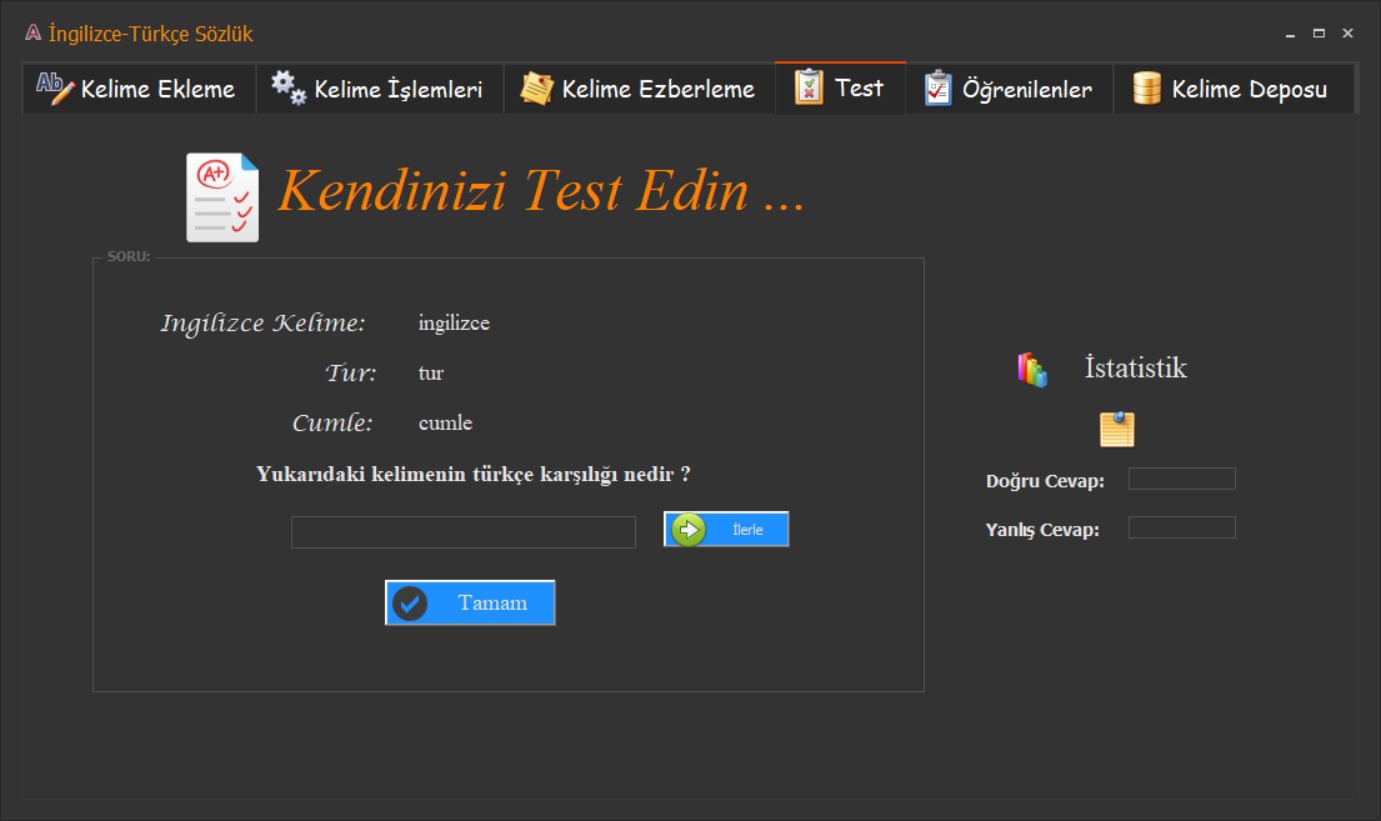 İngilizce-Türkçe Sözlük
Kelime Ekleme
Kelime İşlemleri
Kelime Ezberleme
Test
Öğrenilenler
Kelime Deposu
A+
Kendinizi Test Edin ...
SORU:
Ingilizce Kelime: ingilizce
Tur: tur
Cumle: cumle
Yukarıdaki kelimenin türkçe karşılığı nedir ?
İlerle
Tamam
İstatistik
Doğru Cevap:
Yanlış Cevap: